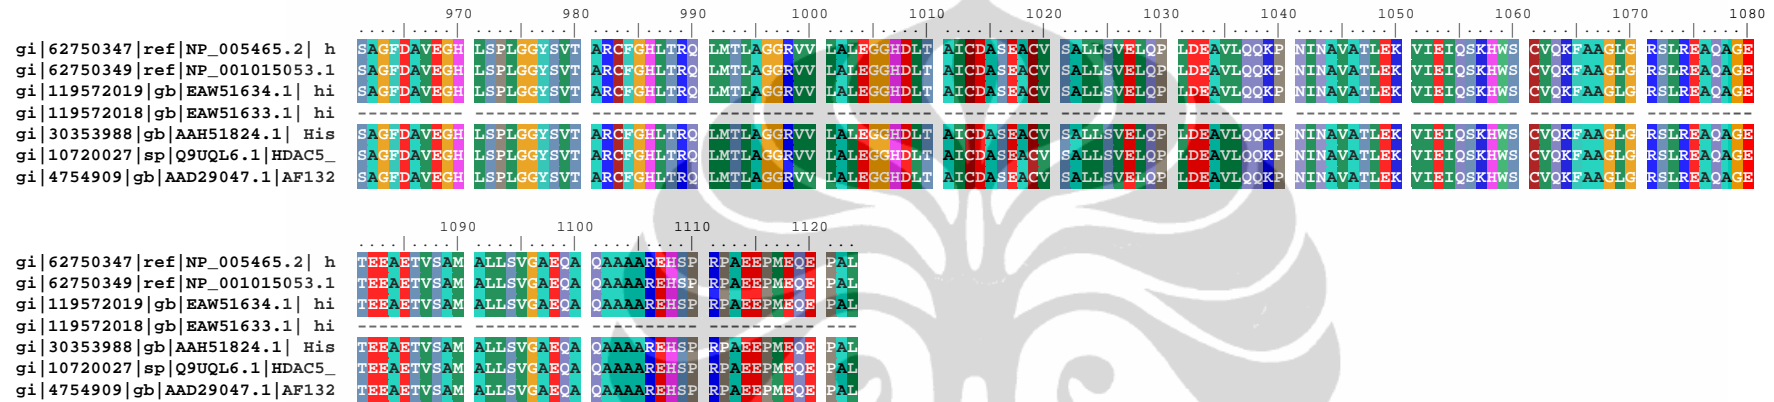 970 980 990 1000 1010 1020 1030 1040 1050 1060 1070 1080
....|....| ....|....| ....|....| ....|....| ....|....| ....|....| ....|....| ....|....| ....|....| ....|....| ....|....| ....|....|
gi|62750347|ref|NP_005465.2| h SAGFDAVEGH LSPLGGYSVT ARCFGHLTRQ LMTLAGGRVV LALEGGHDLT AICDASEACV SALLSVELQP LDEAVLQQKP NINAVATLEK VIEIQSKHWS CVQKFAAGLG RSLREAQAGE
gi|62750349|ref|NP_001015053.1 SAGFDAVEGH LSPLGGYSVT ARCFGHLTRQ LMTLAGGRVV LALEGGHDLT AICDASEACV SALLSVELQP LDEAVLQQKP NINAVATLEK VIEIQSKHWS CVQKFAAGLG RSLREAQAGE
gi|119572019|gb|EAW51634.1| hi SAGFDAVEGH LSPLGGYSVT ARCFGHLTRQ LMTLAGGRVV LALEGGHDLT AICDASEACV SALLSVELQP LDEAVLQQKP NINAVATLEK VIEIQSKHWS CVQKFAAGLG RSLREAQAGE
gi|119572018|gb|EAW51633.1| hi ---------- ---------- ---------- ---------- ---------- ---------- ---------- ---------- ---------- ---------- ---------- ----------
gi|30353988|gb|AAH51824.1| His SAGFDAVEGH LSPLGGYSVT ARCFGHLTRQ LMTLAGGRVV LALEGGHDLT AICDASEACV SALLSVELQP LDEAVLQQKP NINAVATLEK VIEIQSKHWS CVQKFAAGLG RSLREAQAGE
gi|10720027|sp|Q9UQL6.1|HDAC5_ SAGFDAVEGH LSPLGGYSVT ARCFGHLTRQ LMTLAGGRVV LALEGGHDLT AICDASEACV SALLSVELQP LDEAVLQQKP NINAVATLEK VIEIQSKHWS CVQKFAAGLG RSLREAQAGE
gi|4754909|gb|AAD29047.1|AF132 SAGFDAVEGH LSPLGGYSVT ARCFGHLTRQ LMTLAGGRVV LALEGGHDLT AICDASEACV SALLSVELQP LDEAVLQQKP NINAVATLEK VIEIQSKHWS CVQKFAAGLG RSLREAQAGE
1090 1100 1110 1120
....|....| ....|....| ....|....| ....|....| ...
gi|62750347|ref|NP_005465.2| h TEEAETVSAM ALLSVGAEQA QAAAAREHSP RPAEEPMEQE PAL
gi|62750349|ref|NP_001015053.1 TEEAETVSAM ALLSVGAEQA QAAAAREHSP RPAEEPMEQE PAL
gi|119572019|gb|EAW51634.1| hi TEEAETVSAM ALLSVGAEQA QAAAAREHSP RPAEEPMEQE PAL
gi|119572018|gb|EAW51633.1| hi ---------- ---------- ---------- ---------- ---
gi|30353988|gb|AAH51824.1| His TEEAETVSAM ALLSVGAEQA QAAAAREHSP RPAEEPMEQE PAL
gi|10720027|sp|Q9UQL6.1|HDAC5_ TEEAETVSAM ALLSVGAEQA QAAAAREHSP RPAEEPMEQE PAL
gi|4754909|gb|AAD29047.1|AF132 TEEAETVSAM ALLSVGAEQA QAAAAREHSP RPAEEPMEQE PAL